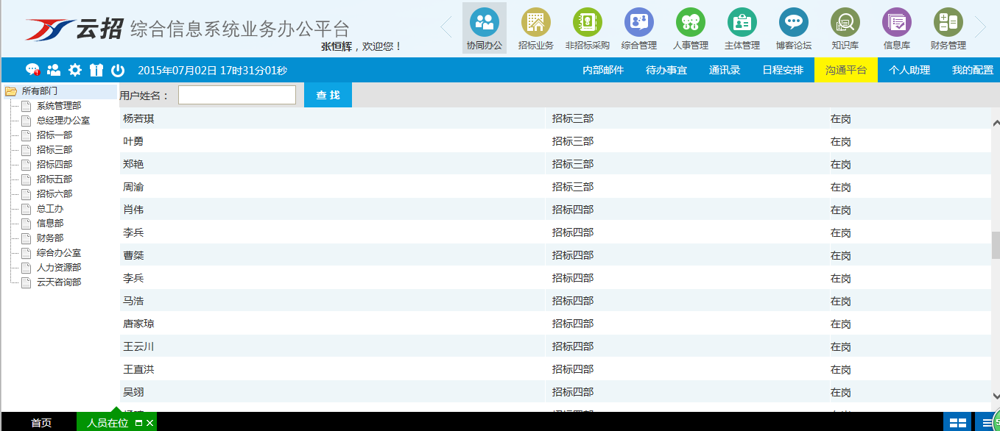 云招 综合信息系统业务办公平台
张恒辉，欢迎您！
协同办公 招标业务 非招标采购 综合管理 人事管理 主体管理 博客论坛 知识库 信息库 财务管理
2015年07月02日 17时31分01秒 内部邮件 待办事宜 通讯录 日程安排 沟通平台 个人助理 我的配置
所有部门
系统管理部
总经理办公室
招标一部
招标三部
招标四部
招标五部
招标六部
总工办
信息部
财务部
综合办公室
人力资源部
云天咨询部
用户姓名： 查 找
杨若琪 招标三部 在岗
叶勇 招标三部 在岗
郑艳 招标三部 在岗
周渝 招标三部 在岗
肖伟 招标四部 在岗
李兵 招标四部 在岗
曹桀 招标四部 在岗
李兵 招标四部 在岗
马浩 招标四部 在岗
唐家琼 招标四部 在岗
王云川 招标四部 在岗
王直洪 招标四部 在岗
吴翊 招标四部 在岗
首页 人员在位